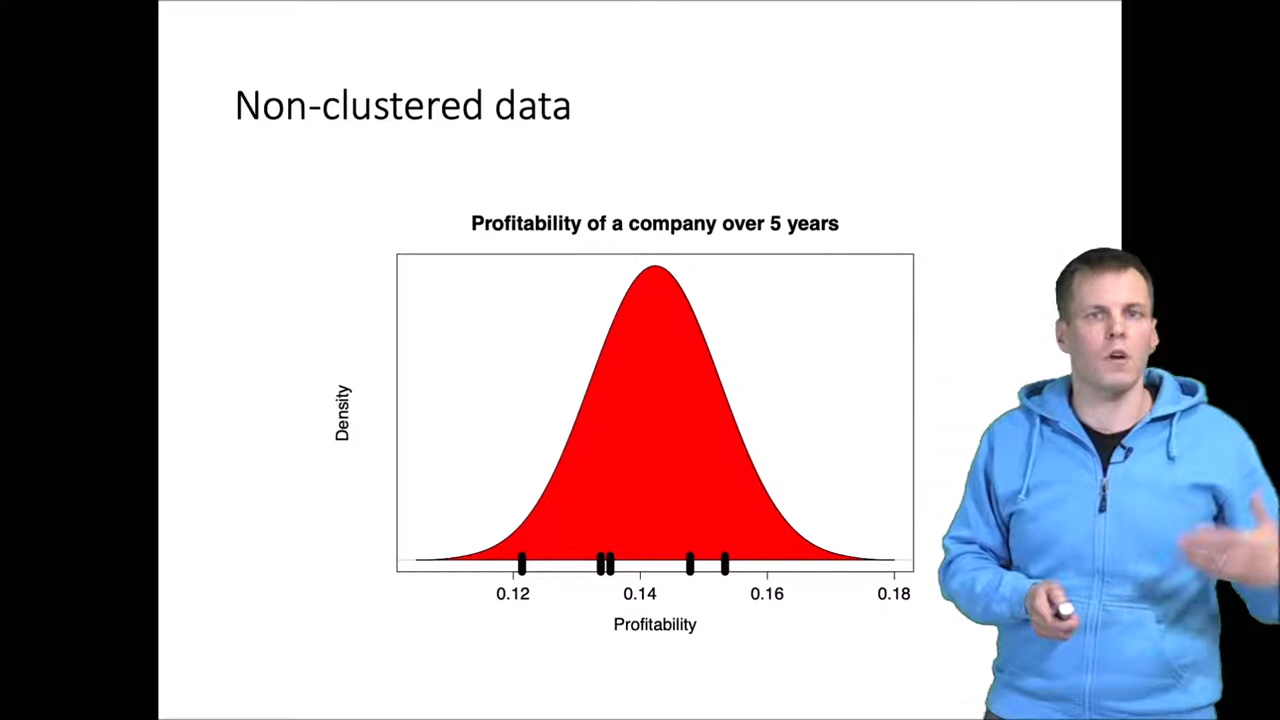 Non-clustered data
Profitability of a company over 5 years
Density
0.12 0.14 0.16 0.18
Profitability